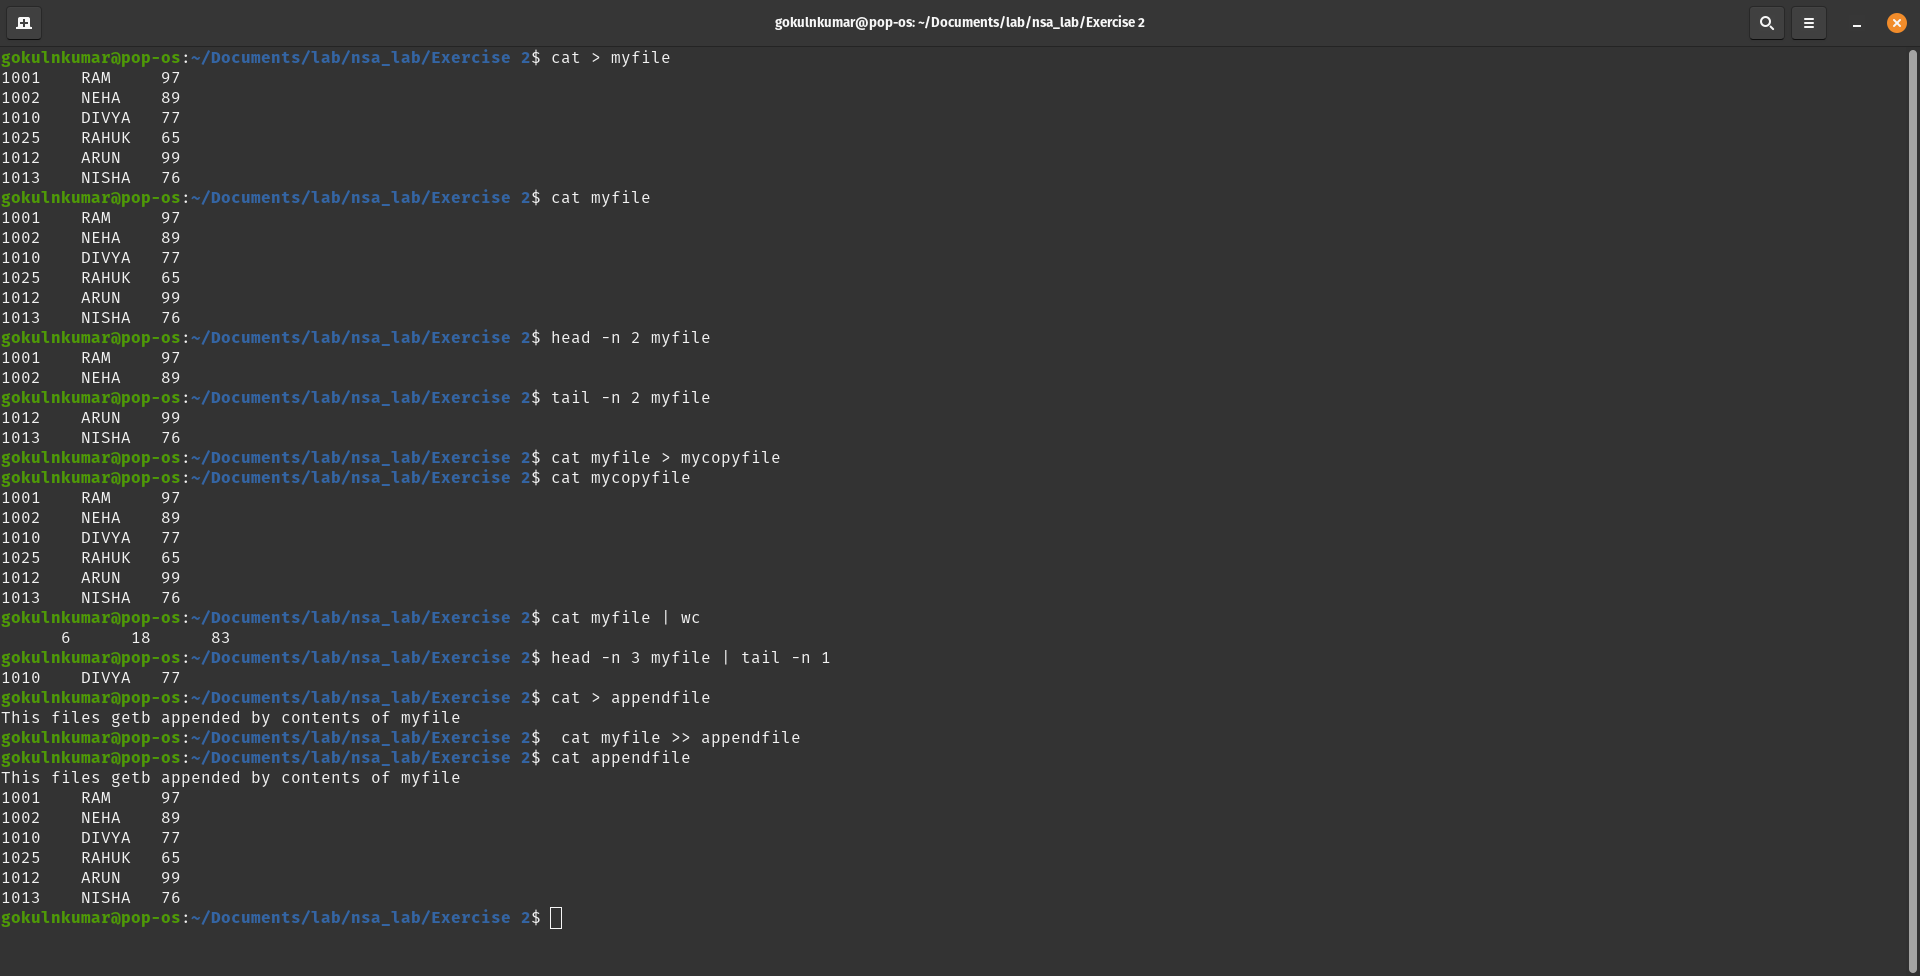 gokulnkumar@pop-os: ~/Documents/lab/nsa_lab/Exercise 2
gokulnkumar@pop-os:~/Documents/lab/nsa_lab/Exercise 2$ cat > myfile
1001    RAM     97
1002    NEHA    89
1010    DIVYA   77
1025    RAHUK   65
1012    ARUN    99
1013    NISHA   76
gokulnkumar@pop-os:~/Documents/lab/nsa_lab/Exercise 2$ cat myfile
1001    RAM     97
1002    NEHA    89
1010    DIVYA   77
1025    RAHUK   65
1012    ARUN    99
1013    NISHA   76
gokulnkumar@pop-os:~/Documents/lab/nsa_lab/Exercise 2$ head -n 2 myfile
1001    RAM     97
1002    NEHA    89
gokulnkumar@pop-os:~/Documents/lab/nsa_lab/Exercise 2$ tail -n 2 myfile
1012    ARUN    99
1013    NISHA   76
gokulnkumar@pop-os:~/Documents/lab/nsa_lab/Exercise 2$ cat myfile > mycopyfile
gokulnkumar@pop-os:~/Documents/lab/nsa_lab/Exercise 2$ cat mycopyfile
1001    RAM     97
1002    NEHA    89
1010    DIVYA   77
1025    RAHUK   65
1012    ARUN    99
1013    NISHA   76
gokulnkumar@pop-os:~/Documents/lab/nsa_lab/Exercise 2$ cat myfile | wc
      6      18      83
gokulnkumar@pop-os:~/Documents/lab/nsa_lab/Exercise 2$ head -n 3 myfile | tail -n 1
1010    DIVYA   77
gokulnkumar@pop-os:~/Documents/lab/nsa_lab/Exercise 2$ cat > appendfile
This files getb appended by contents of myfile
gokulnkumar@pop-os:~/Documents/lab/nsa_lab/Exercise 2$  cat myfile >> appendfile
gokulnkumar@pop-os:~/Documents/lab/nsa_lab/Exercise 2$ cat appendfile
This files getb appended by contents of myfile
1001    RAM     97
1002    NEHA    89
1010    DIVYA   77
1025    RAHUK   65
1012    ARUN    99
1013    NISHA   76
gokulnkumar@pop-os:~/Documents/lab/nsa_lab/Exercise 2$